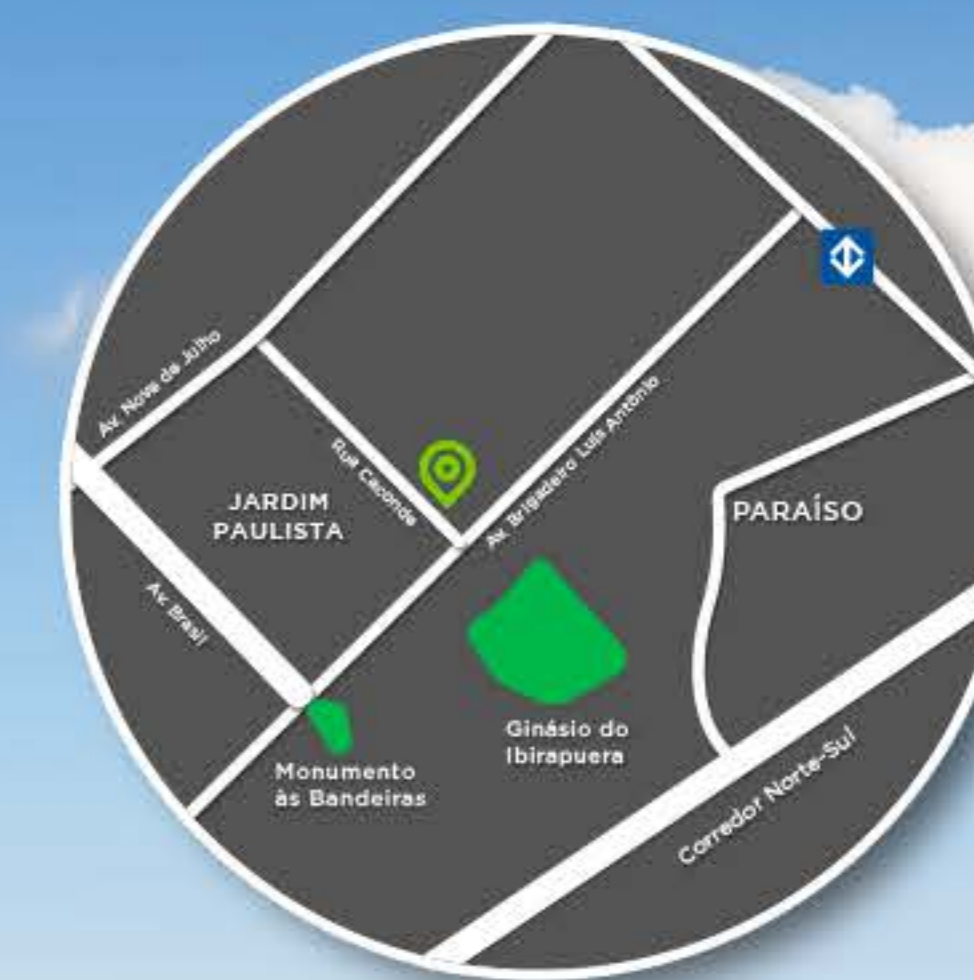 Av. Nove de Julho
Rua Caconde
Av. Brigadeiro Luís Antônio
JARDIM
PAULISTA
PARAÍSO
Av. Brasil
Ginásio do
Ibirapuera
Monumento
às Bandeiras
Corredor Norte-Sul